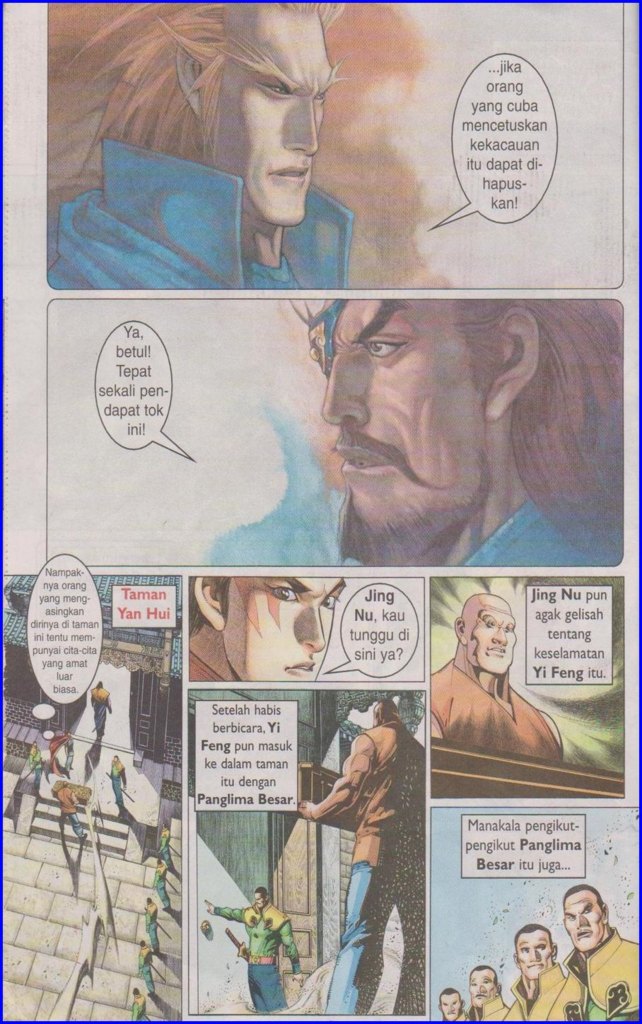 ...jika
orang
yang cuba
mencetuskan
kekacauan
itu dapat di-
hapus-
kan!
Ya,
betul!
Tepat
sekali pen-
dapat tok
ini!
Nampak-
nya orang
yang meng-
asingkan
dirinya di taman
ini tentu mem-
punyai cita-cita
yang amat
luar
biasa.
Taman
Yan Hui
Jing
Nu, kau
tunggu di
sini ya?
Jing Nu pun
agak gelisah
tentang
keselamatan
Yi Feng itu.
Setelah habis
berbicara, Yi
Feng pun masuk
ke dalam taman
itu dengan
Panglima Besar.
Manakala pengikut-
pengikut Panglima
Besar itu juga...